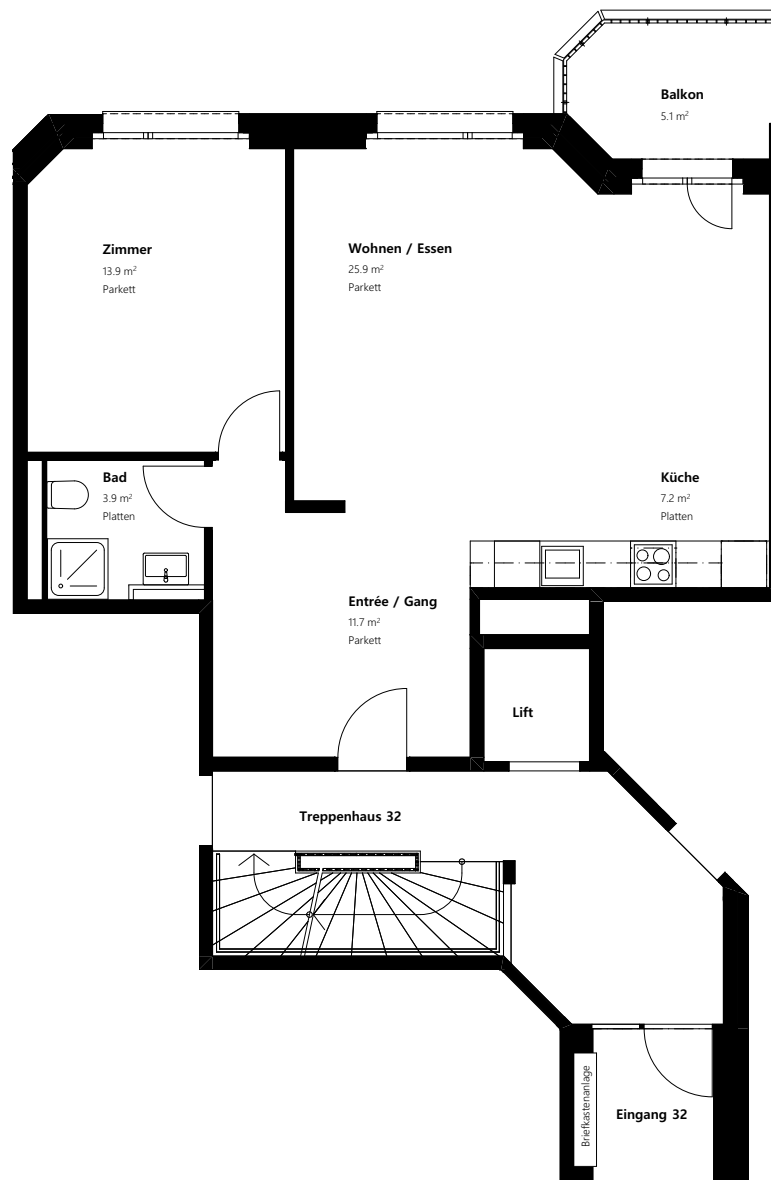 Balkon
5.1 m²
Zimmer
13.9 m²
Parkett
Wohnen / Essen
25.9 m²
Parkett
Bad
3.9 m²
Platten
Küche
7.2 m²
Platten
Entrée / Gang
11.7 m²
Parkett
Lift
Treppenhaus 32
Briefkastenanlage
Eingang 32